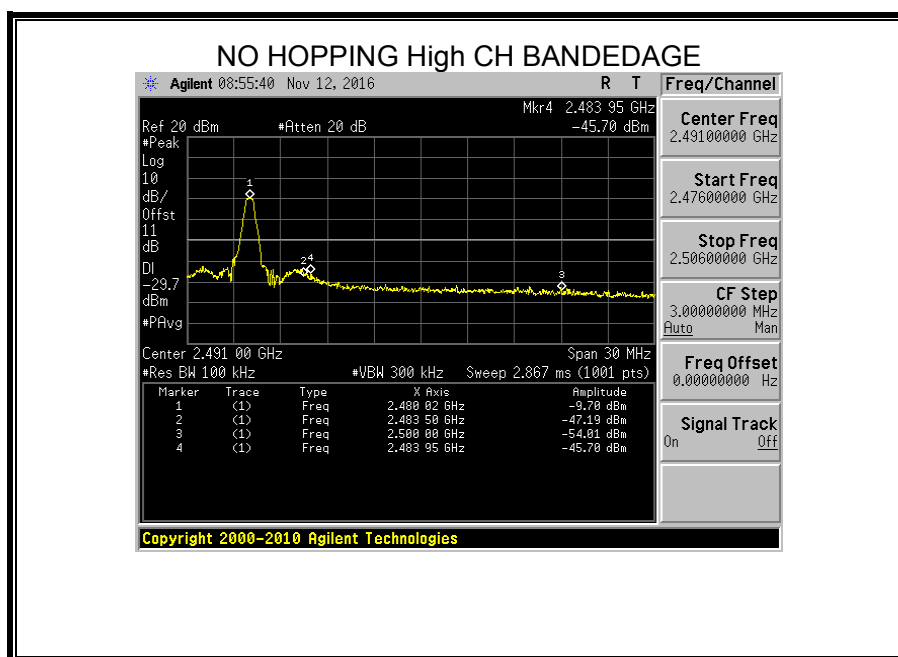 NO HOPPING High CH BANDEDAGE
Agilent 08:55:40 Nov 12, 2016 R T
Mkr4 2.483 95 GHz
Ref 20 dBm #Atten 20 dB -45.70 dBm
#Peak
Log
10
dB/
Offst
11
dB
DI
-29.7
dBm
#PAvg
1
2
4
3
Center 2.491 00 GHz Span 30 MHz
#Res BW 100 kHz #VBW 300 kHz Sweep 2.867 ms (1001 pts)
Marker Trace Type X Axis Amplitude
1 (1) Freq 2.480 02 GHz -9.70 dBm
2 (1) Freq 2.483 50 GHz -47.19 dBm
3 (1) Freq 2.500 00 GHz -54.01 dBm
4 (1) Freq 2.483 95 GHz -45.70 dBm
Copyright 2000-2010 Agilent Technologies
Freq/Channel
Center Freq
2.49100000 GHz
Start Freq
2.47600000 GHz
Stop Freq
2.50600000 GHz
CF Step
3.00000000 MHz
Auto Man
Freq Offset
0.00000000 Hz
Signal Track
On Off